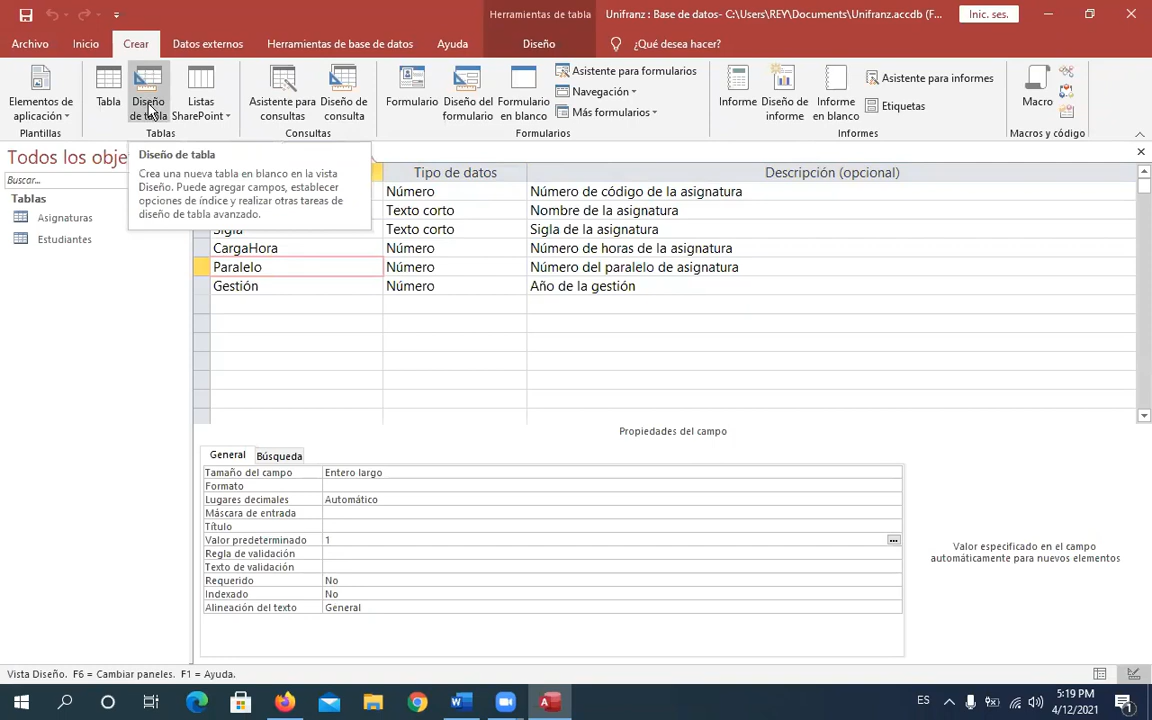 Herramientas de tabla
Unifranz : Base de datos- C:\Users\REY\Documents\Unifranz.accdb (F...
Inic. ses.
Archivo
Inicio
Crear
Datos externos
Herramientas de base de datos
Ayuda
Diseño
¿Qué desea hacer?
Elementos de
aplicación
Tabla
Diseño
de tabla
Listas
SharePoint
Asistente para
consultas
Diseño de
consulta
Formulario
Diseño del
formulario
Formulario
en blanco
Asistente para formularios
Navegación
Más formularios
Informe
Diseño de
informe
Informe
en blanco
Asistente para informes
Etiquetas
Macro
Plantillas
Tablas
Consultas
Formularios
Informes
Macros y código
Todos los obje
Buscar...
Tablas
Asignaturas
Estudiantes
Diseño de tabla
Crea una nueva tabla en blanco en la vista
Diseño. Puede agregar campos, establecer
opciones de índice y realizar otras tareas de
diseño de tabla avanzado.
Tipo de datos
Descripción (opcional)
Número
Número de código de la asignatura
Texto corto
Nombre de la asignatura
Sigla
Texto corto
Sigla de la asignatura
CargaHora
Número
Número de horas de la asignatura
Paralelo
Número
Número del paralelo de asignatura
Gestión
Número
Año de la gestión
Propiedades del campo
General
Búsqueda
Tamaño del campo
Entero largo
Formato
Lugares decimales
Automático
Máscara de entrada
Título
Valor predeterminado
1
Regla de validación
Texto de validación
Requerido
No
Indexado
No
Alineación del texto
General
Valor especificado en el campo
automáticamente para nuevos elementos
Vista Diseño. F6 = Cambiar paneles. F1 = Ayuda.
ES
5:19 PM
4/12/2021
1